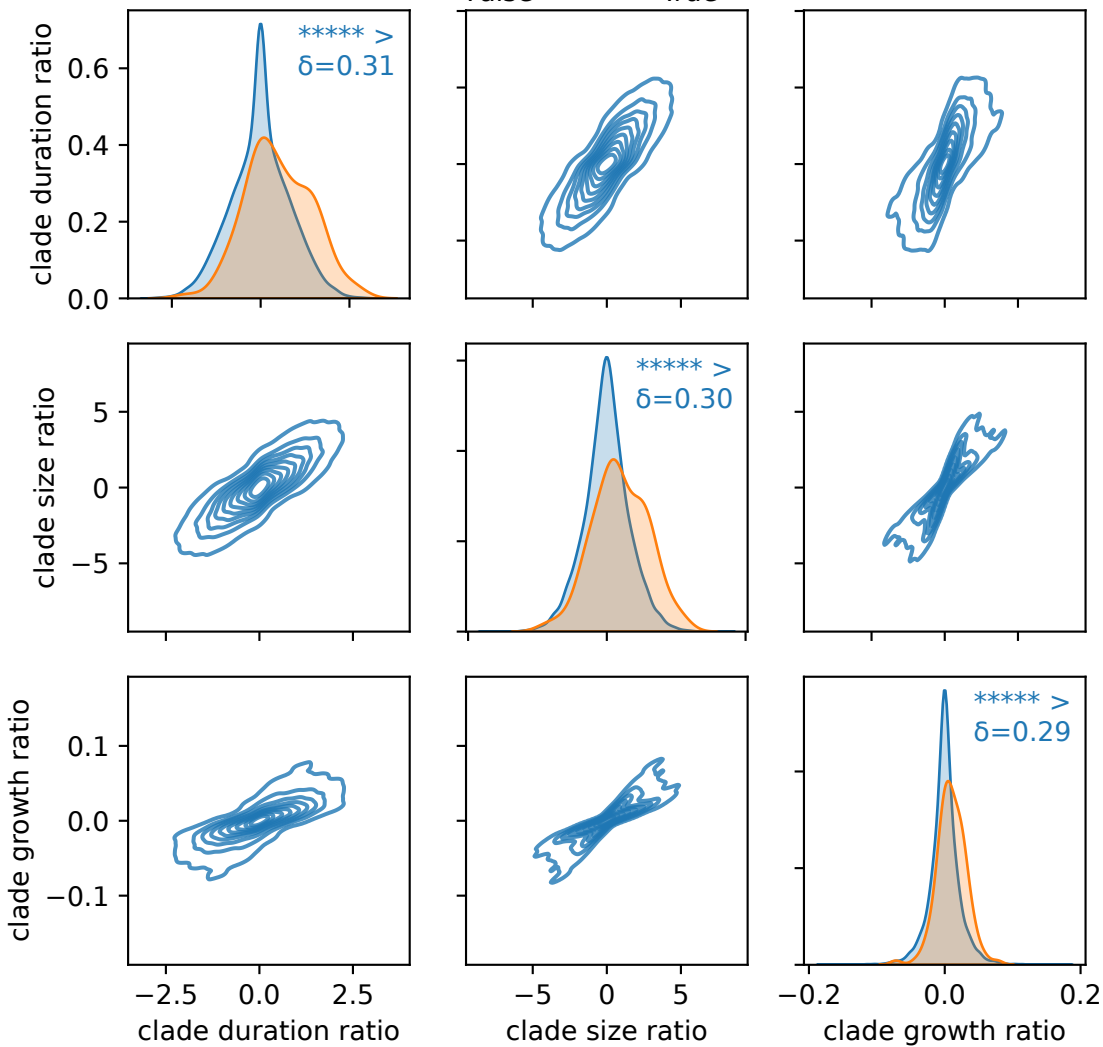 ***** >
δ=0.31
clade duration ratio
0.6
0.4
0.2
0.0
***** >
δ=0.30
clade size ratio
5
0
−5
***** >
δ=0.29
clade growth ratio
0.1
0.0
−0.1
−2.5 0.0 2.5 −5 0 5 −0.2 0.0 0.2
clade duration ratio clade size ratio clade growth ratio